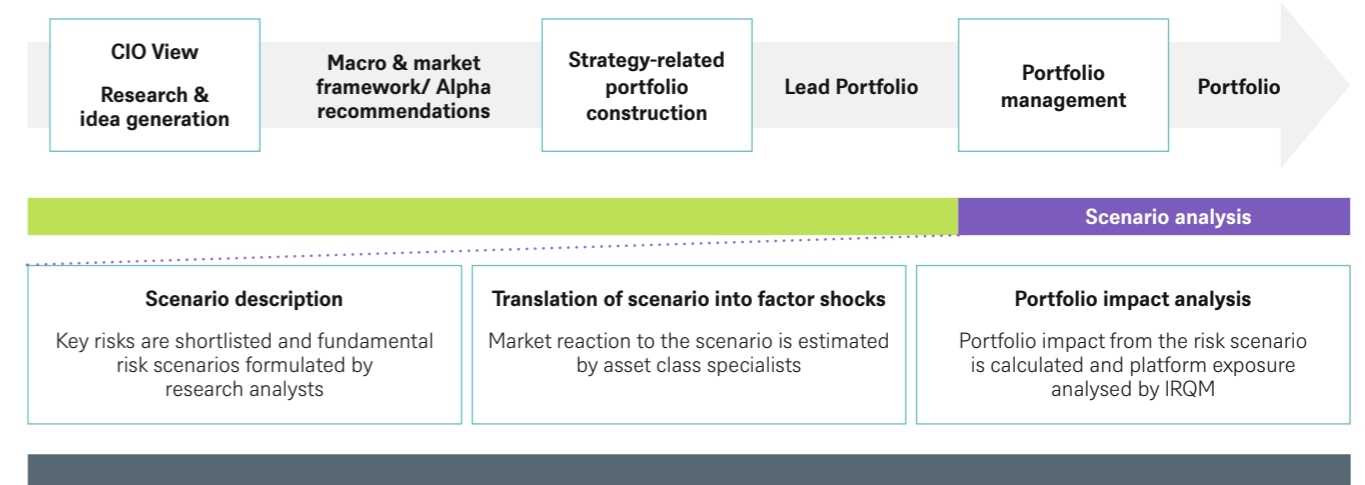 CIO View
Research &
idea generation
Macro & market
framework/ Alpha
recommendations
Strategy-related
portfolio
construction
Lead Portfolio
Portfolio
management
Portfolio
Scenario analysis
Scenario description
Key risks are shortlisted and fundamental
risk scenarios formulated by
research analysts
Translation of scenario into factor shocks
Market reaction to the scenario is estimated
by asset class specialists
Portfolio impact analysis
Portfolio impact from the risk scenario
is calculated and platform exposure
analysed by IRQM